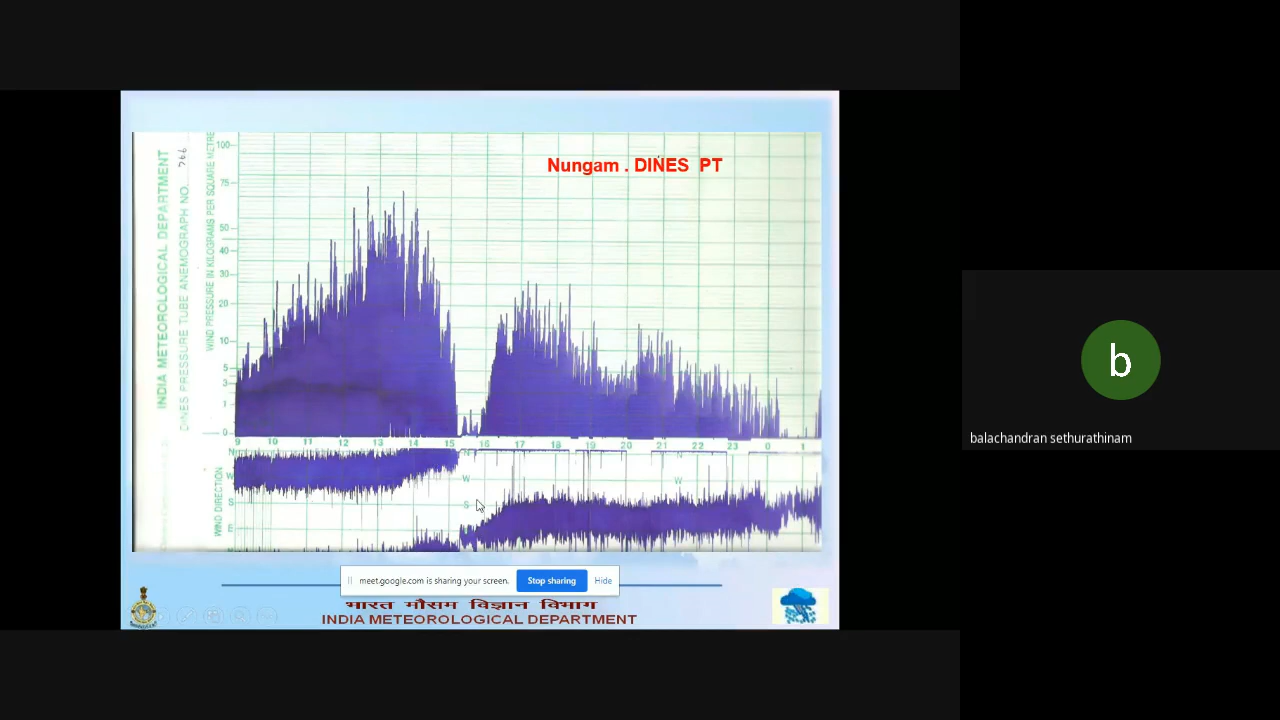 Nungam . DINES PT
INDIA METEOROLOGICAL DEPARTMENT
DINES PRESSURE TUBE ANEMOGRAPH NO. 766
WIND PRESSURE IN KILOGRAMS PER SQUARE METRE
100
75
50
40
30
20
10
5
3
1
0
9 10 11 12 13 14 15 16 17 18 19 20 21 22 23 0 1
WIND DIRECTION
N N N
W W W
S S
E
N
b
balachandran sethurathinam
meet.google.com is sharing your screen. Stop sharing Hide
भारत मौसम विज्ञान विभाग
INDIA METEOROLOGICAL DEPARTMENT